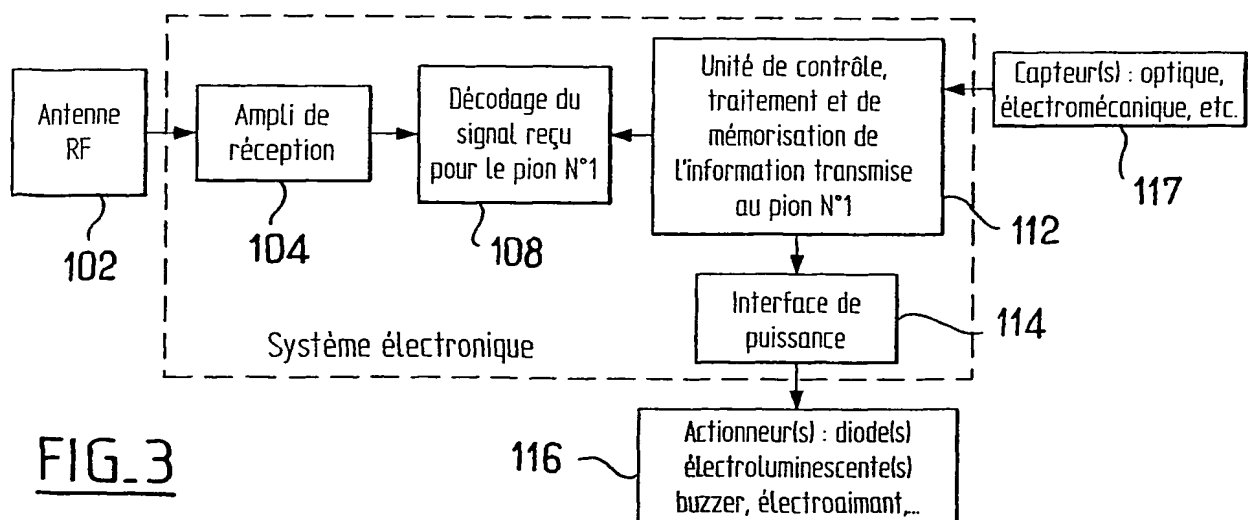 Antenne
RF
102
Ampli de
réception
104
Décodage du
signal reçu
pour le pion N°1
108
Unité de contrôle,
traitement et de
mémorisation de
l'information transmise
au pion N°1
112
Capteur(s) : optique,
électromécanique, etc.
117
Interface de
puissance
114
Système électronique
Actionneur(s) : diode(s)
électroluminescente(s)
buzzer, électroaimant,...
116
FIG_3